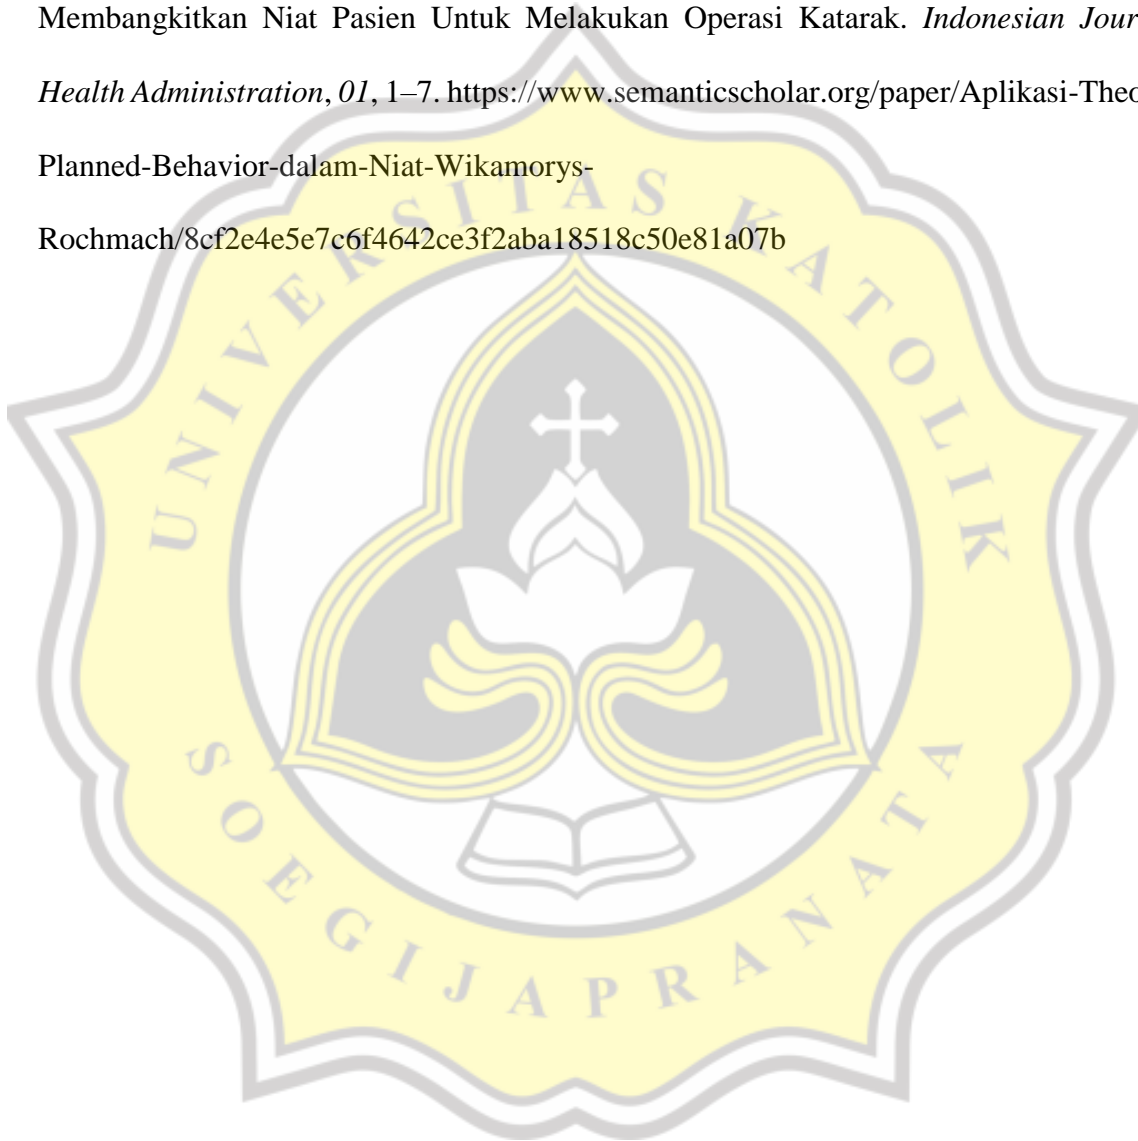 Membangkitkan Niat Pasien Untuk Melakukan Operasi Katarak. Indonesian Jour
Health Administration, 01, 1–7. https://www.semanticscholar.org/paper/Aplikasi-Theo
Planned-Behavior-dalam-Niat-Wikamorys-
Rochmach/8cf2e4e5e7c6f4642ce3f2aba18518c50e81a07b
UNIVERSITAS KATOLIK
SOEGIJAPRANATA